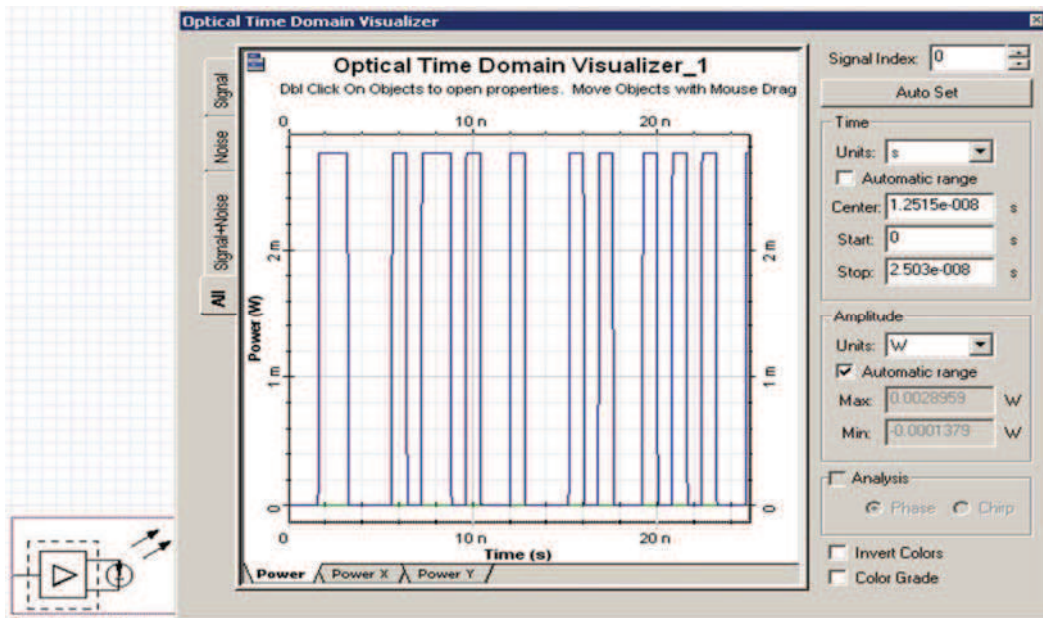 Optical Time Domain Visualizer
Signal
Noise
Signal+Noise
All
Optical Time Domain Visualizer_1
Dbl Click On Objects to open properties. Move Objects with Mouse Drag
0
10 n
20 n
Power (W)
2 m
1 m
0
2 m
1 m
0
0
10 n
20 n
Time (s)
Power
Power X
Power Y
Signal Index: 0
Auto Set
Time
Units: s
Automatic range
Center: 1.2515e-008 s
Start: 0 s
Stop: 2.503e-008 s
Amplitude
Units: W
Automatic range
Max: 0.0028959 W
Min: -0.0001379 W
Analysis
Phase Chirp
Invert Colors
Color Grade